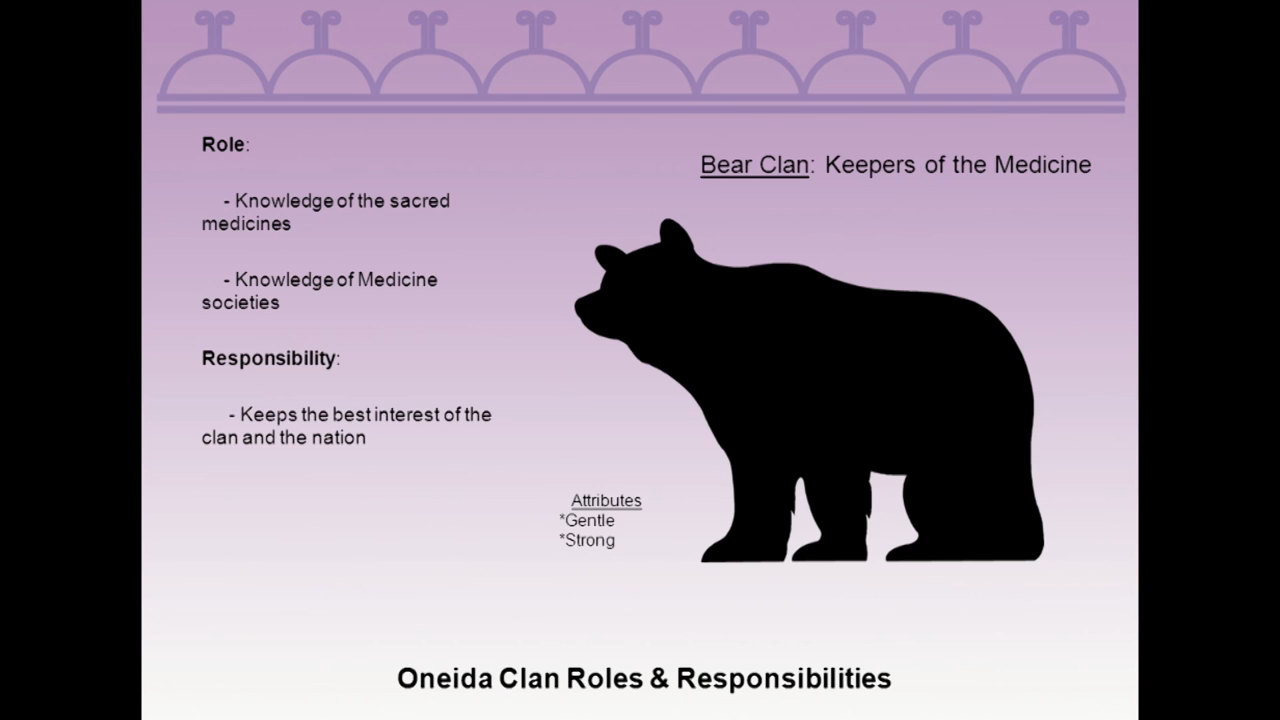 Role:
- Knowledge of the sacred
medicines
- Knowledge of Medicine
societies
Responsibility:
- Keeps the best interest of the
clan and the nation
Bear Clan: Keepers of the Medicine
Attributes
*Gentle
*Strong
Oneida Clan Roles & Responsibilities